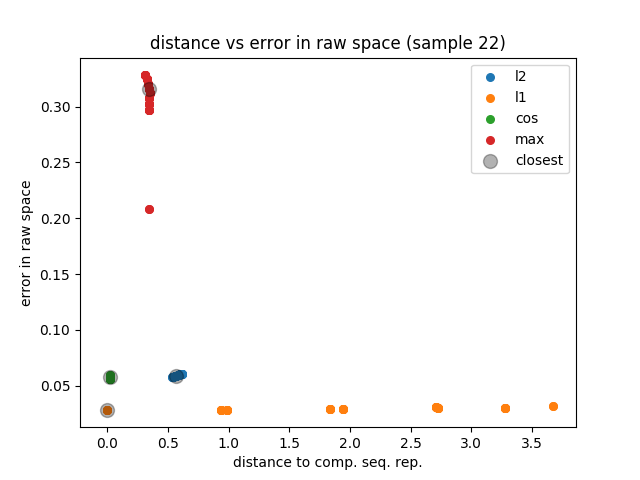 distance vs error in raw space (sample 22)
l2
l1
cos
max
closest
error in raw space
0.30
0.25
0.20
0.15
0.10
0.05
0.0 0.5 1.0 1.5 2.0 2.5 3.0 3.5
distance to comp. seq. rep.